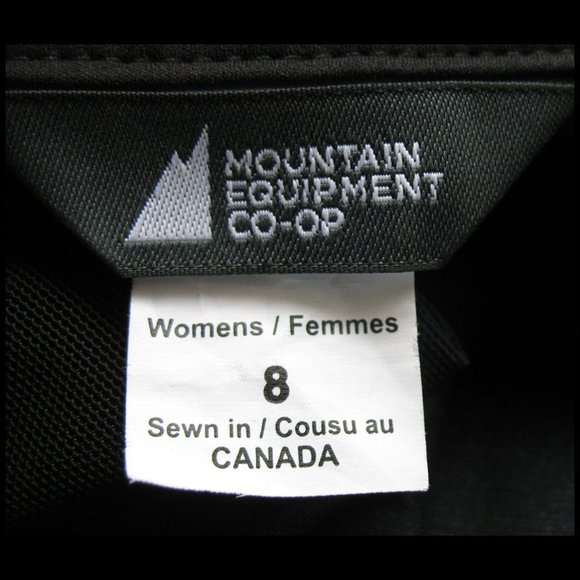 MOUNTAIN
EQUIPMENT
CO-OP
Womens / Femmes
8
Sewn in / Cousu au
CANADA